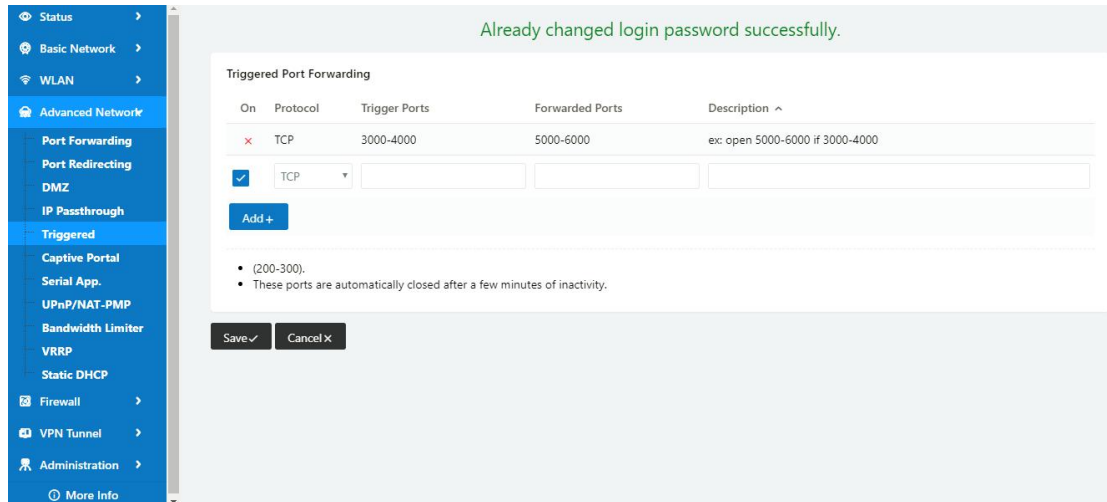 Status
Basic Network
WLAN
Advanced Network
Port Forwarding
Port Redirecting
DMZ
IP Passthrough
Triggered
Captive Portal
Serial App.
UPnP/NAT-PMP
Bandwidth Limiter
VRRP
Static DHCP
Firewall
VPN Tunnel
Administration
More Info
Already changed login password successfully.
Triggered Port Forwarding
On Protocol Trigger Ports Forwarded Ports Description
TCP 3000-4000 5000-6000 ex: open 5000-6000 if 3000-4000
TCP
Add +
(200-300).
These ports are automatically closed after a few minutes of inactivity.
Save Cancel